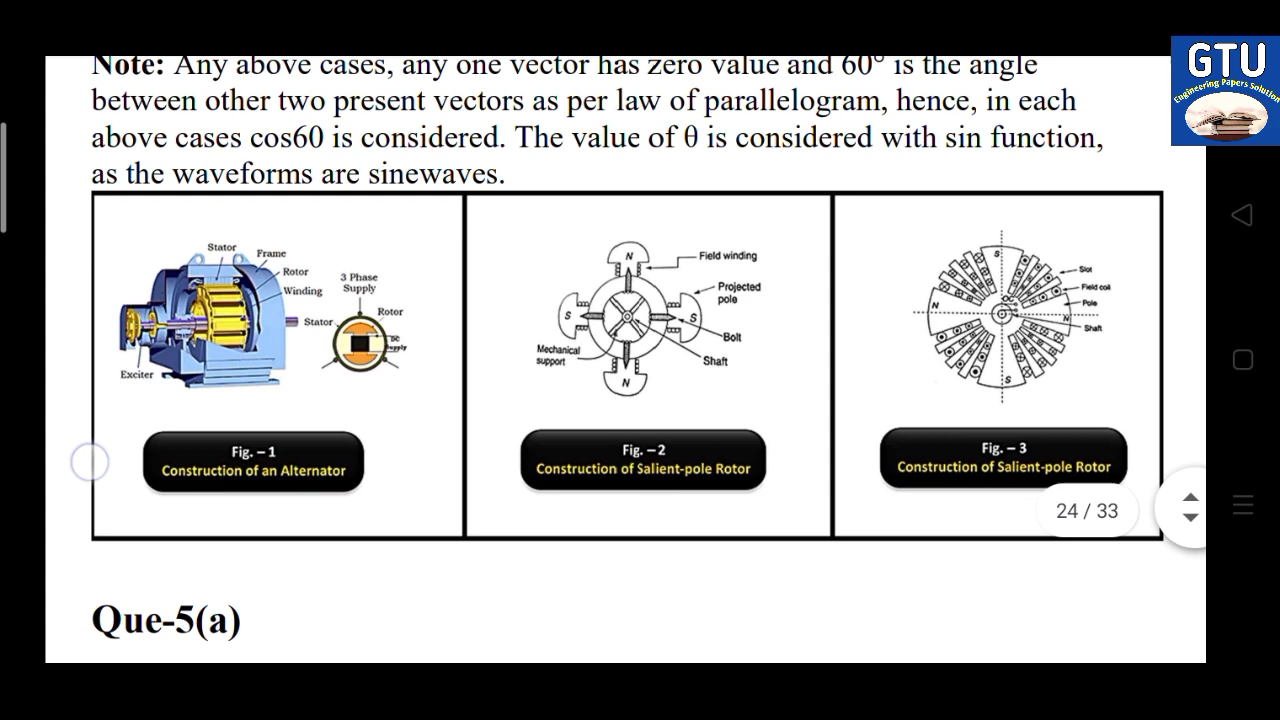 Note: Any above cases, any one vector has zero value and 60° is the angle
between other two present vectors as per law of parallelogram, hence, in each
above cases cos60 is considered. The value of θ is considered with sin function,
as the waveforms are sinewaves.
GTU
Engineering Papers Solution
Stator
Frame
Rotor
Winding
Exciter
3 Phase
Supply
Stator
Rotor
DC
Supply
Fig. – 1
Construction of an Alternator
N
Field winding
Projected
pole
S
S
Bolt
Mechanical
support
Shaft
N
Fig. – 2
Construction of Salient-pole Rotor
S
Slot
Field coil
N
Pole
DC
N
Shaft
S
Fig. – 3
Construction of Salient-pole Rotor
24 / 33
Que-5(a)